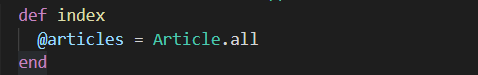 def index
  @articles = Article.all
end